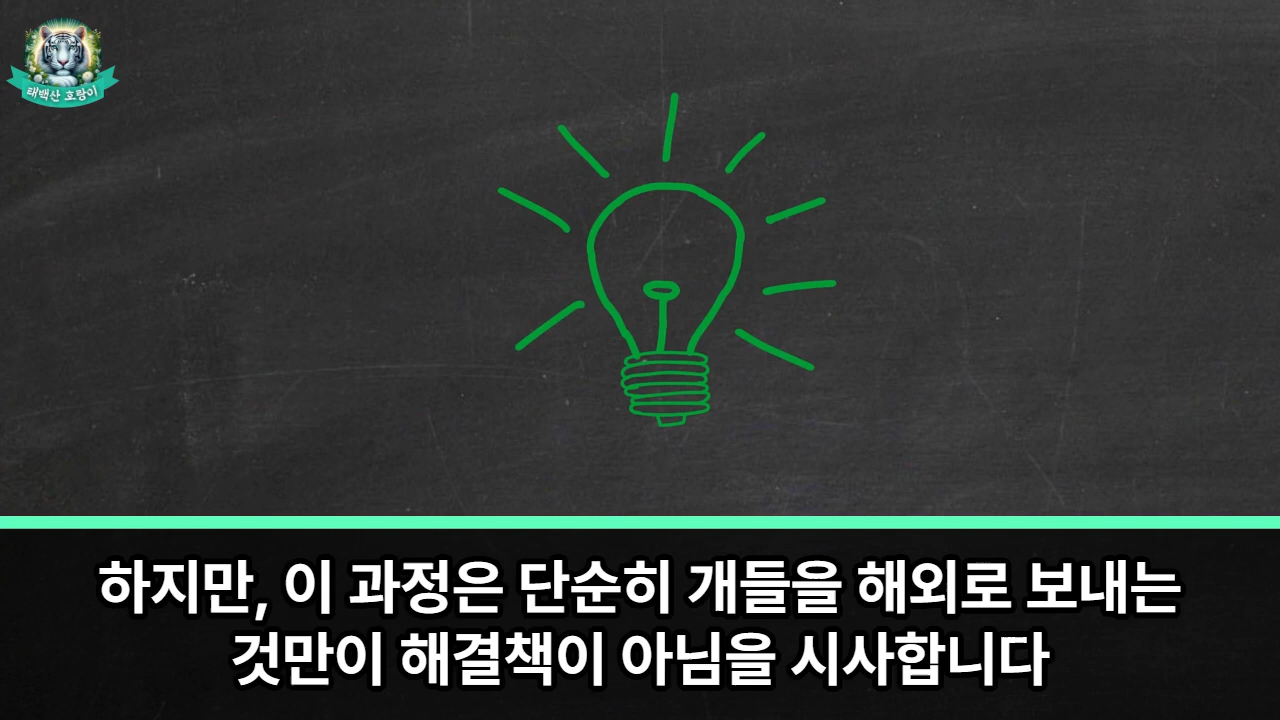 태백산 호랑이
하지만, 이 과정은 단순히 개들을 해외로 보내는
것만이 해결책이 아님을 시사합니다